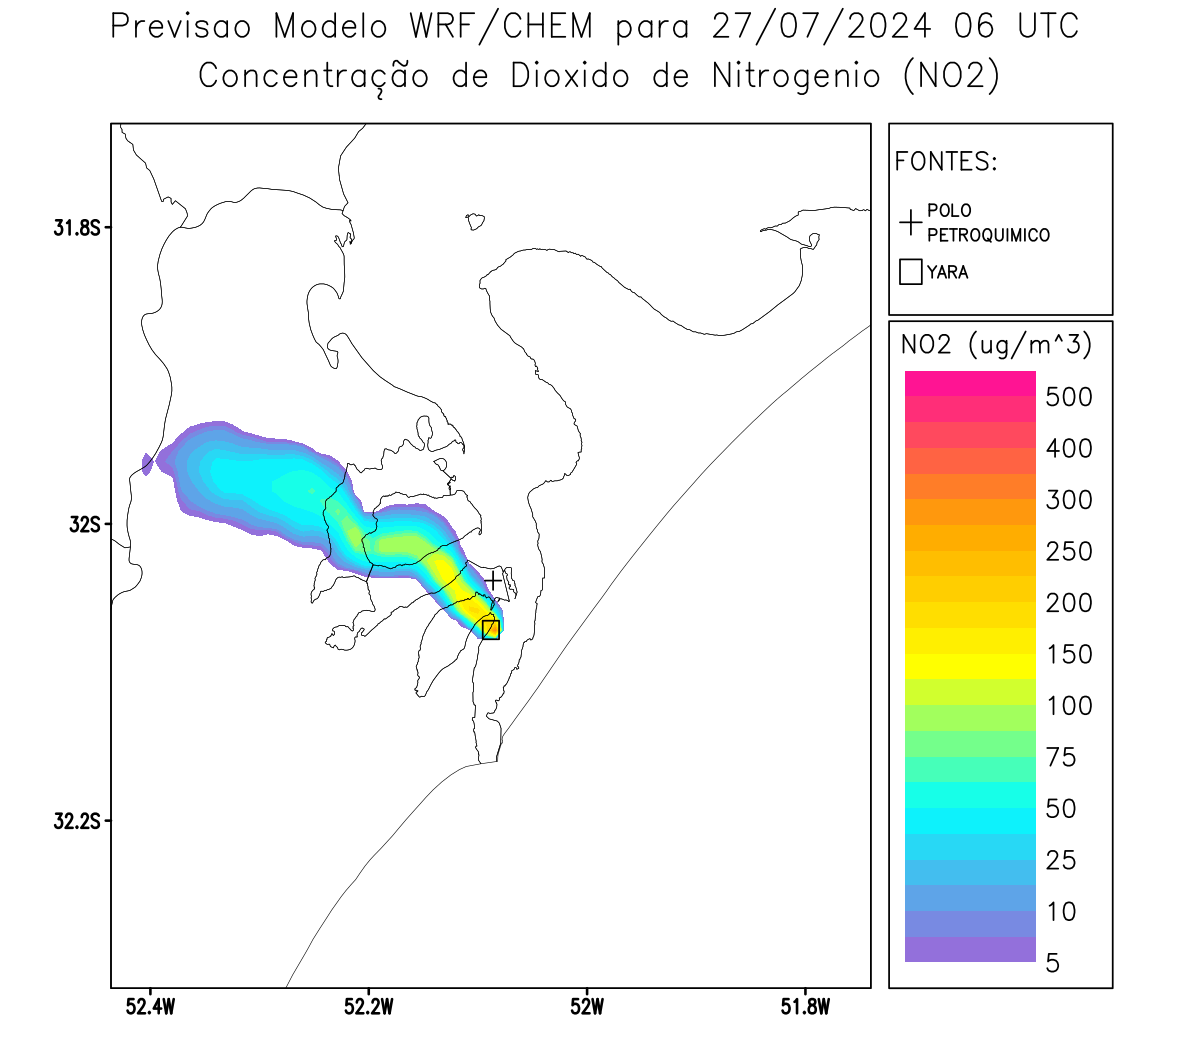 Previsao Modelo WRF/CHEM para 27/07/2024 06 UTC
Concentração de Dioxido de Nitrogenio (NO2)
FONTES:
POLO
PETROQUIMICO
YARA
NO2 (ug/m^3)
500
400
300
250
200
150
100
75
50
25
10
5
31.8S
32S
32.2S
52.4W
52.2W
52W
51.8W